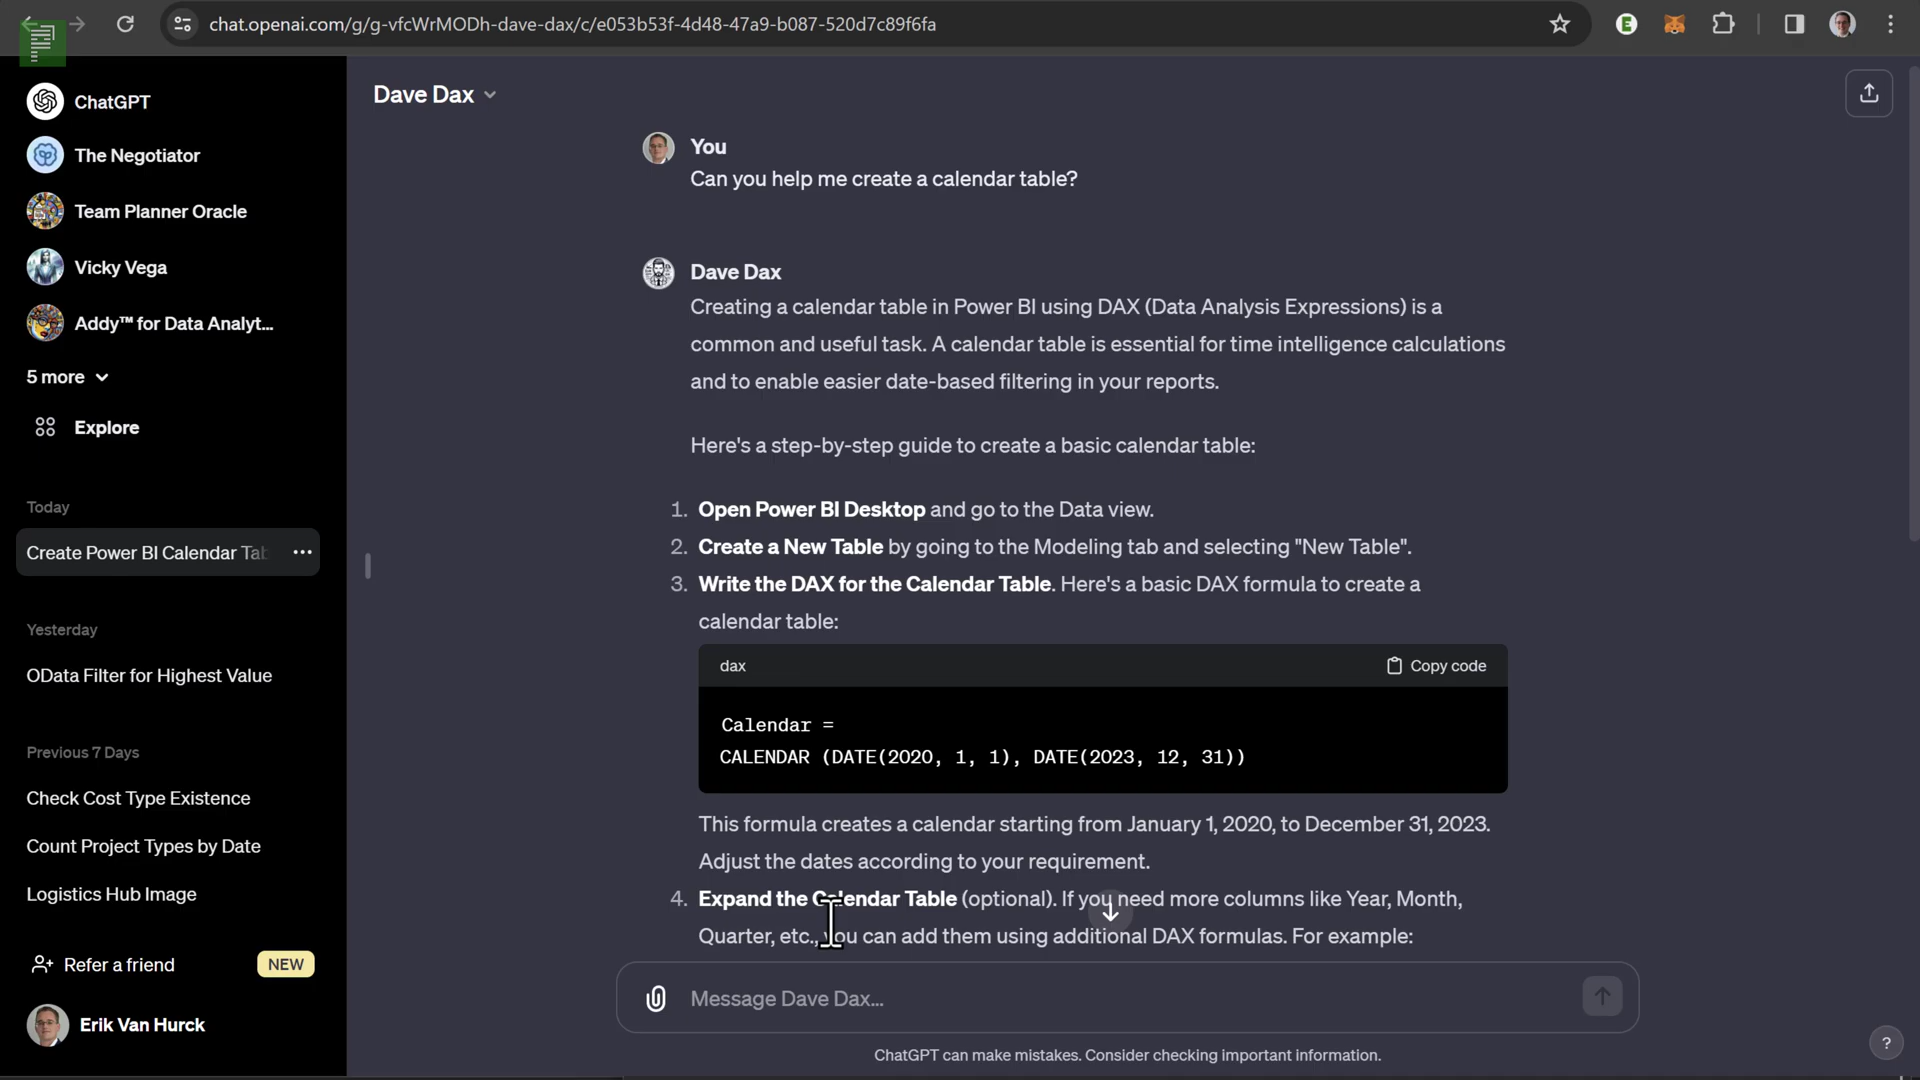 chat.openai.com/g/g-vfcWrMODh-dave-dax/c/e053b53f-4d48-47a9-b087-520d7c89f6fa
ChatGPT
The Negotiator
Team Planner Oracle
Vicky Vega
Addy™ for Data Analyt...
5 more
Explore
Today
Create Power BI Calendar Tab
Yesterday
OData Filter for Highest Value
Previous 7 Days
Check Cost Type Existence
Count Project Types by Date
Logistics Hub Image
Refer a friend NEW
Erik Van Hurck
Dave Dax
You
Can you help me create a calendar table?
Dave Dax
Creating a calendar table in Power BI using DAX (Data Analysis Expressions) is a
common and useful task. A calendar table is essential for time intelligence calculations
and to enable easier date-based filtering in your reports.
Here's a step-by-step guide to create a basic calendar table:
1. Open Power BI Desktop and go to the Data view.
2. Create a New Table by going to the Modeling tab and selecting "New Table".
3. Write the DAX for the Calendar Table. Here's a basic DAX formula to create a
calendar table:
dax Copy code
Calendar =
CALENDAR (DATE(2020, 1, 1), DATE(2023, 12, 31))
This formula creates a calendar starting from January 1, 2020, to December 31, 2023.
Adjust the dates according to your requirement.
4. Expand the Calendar Table (optional). If you need more columns like Year, Month,
Quarter, etc., you can add them using additional DAX formulas. For example:
Message Dave Dax...
ChatGPT can make mistakes. Consider checking important information.
?